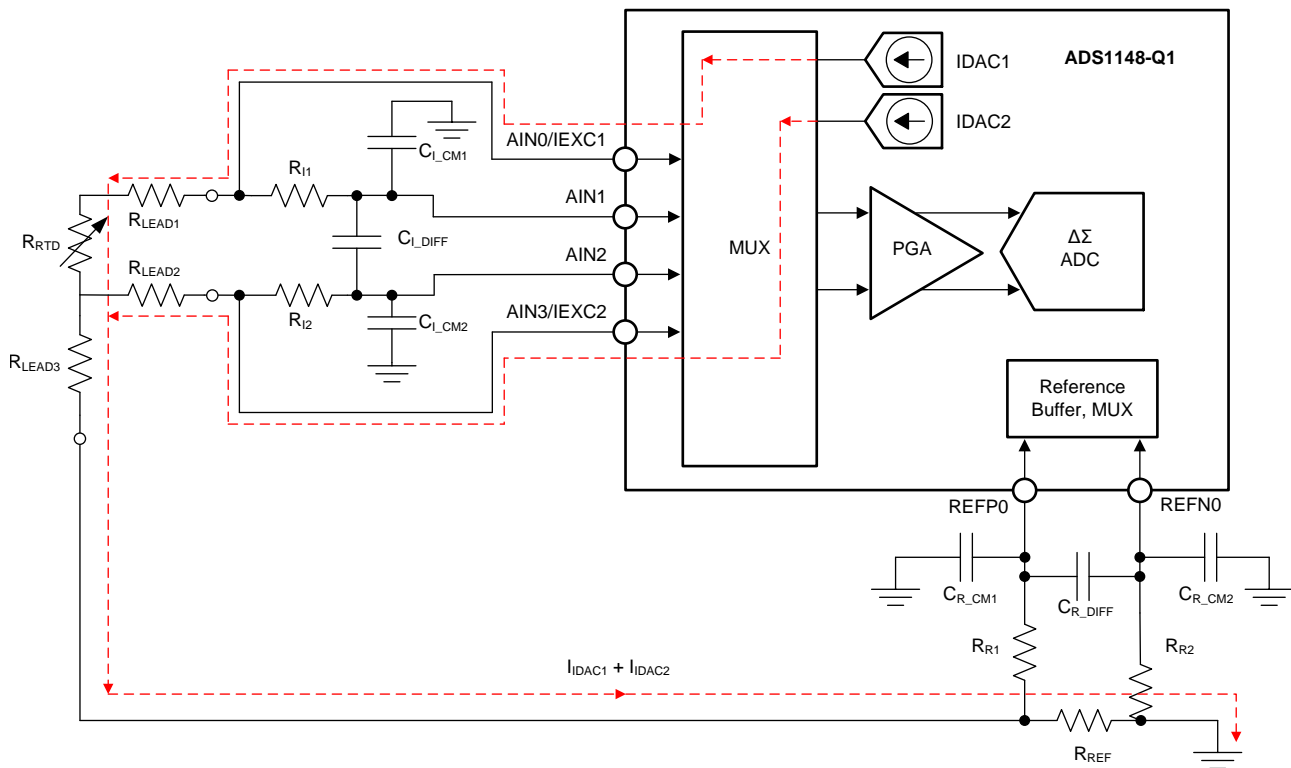 IDAC1
ADS1148-Q1
IDAC2
AIN0/IEXC1
C_I_CM1
R_I1
AIN1
R_LEAD1
R_RTD
C_I_DIFF
MUX
PGA
ΔΣ
ADC
AIN2
R_LEAD2
R_I2
C_I_CM2
AIN3/IEXC2
R_LEAD3
Reference
Buffer, MUX
REFP0
REFN0
C_R_CM1
C_R_DIFF
C_R_CM2
R_R1
R_R2
I_IDAC1 + I_IDAC2
R_REF